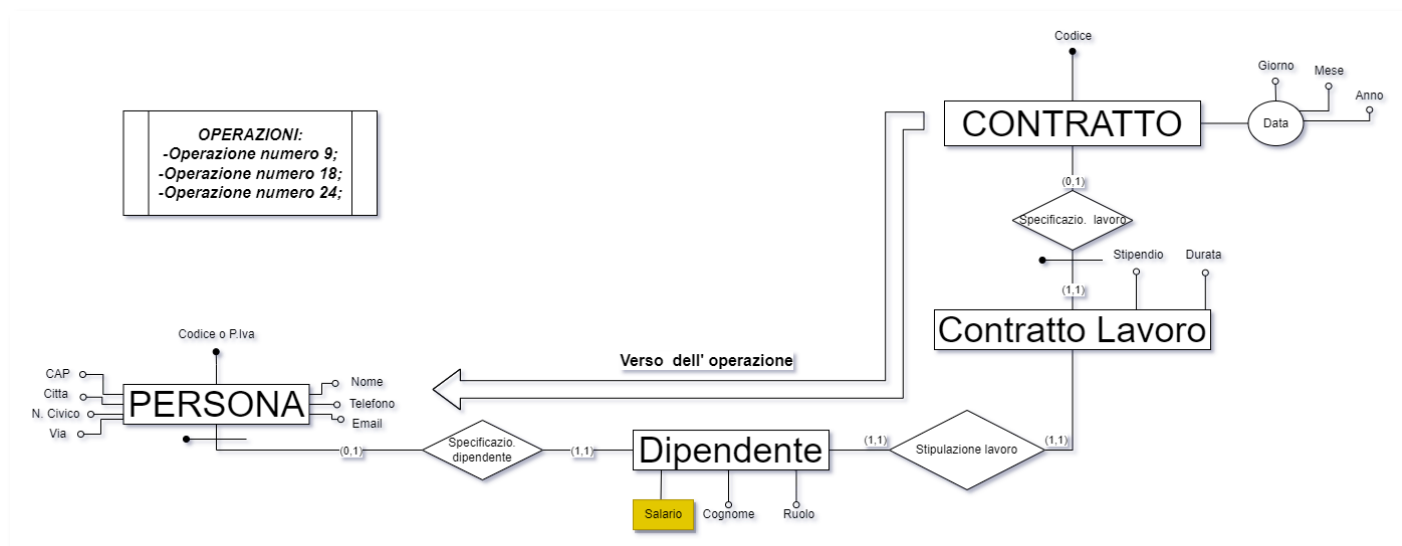 Codice
Giorno
Mese
Anno
CONTRATTO
Data
OPERAZIONI:
-Operazione numero 9;
-Operazione numero 18;
-Operazione numero 24;
(0,1)
Specificazio. lavoro
Stipendio
Durata
(1,1)
Contratto Lavoro
Codice o P.Iva
Verso dell' operazione
CAP
Citta
N. Civico
Via
PERSONA
Nome
Telefono
Email
(0,1)
Specificazio.
dipendente
(1,1)
Dipendente
(1,1)
Stipulazione lavoro
(1,1)
Salario
Cognome
Ruolo